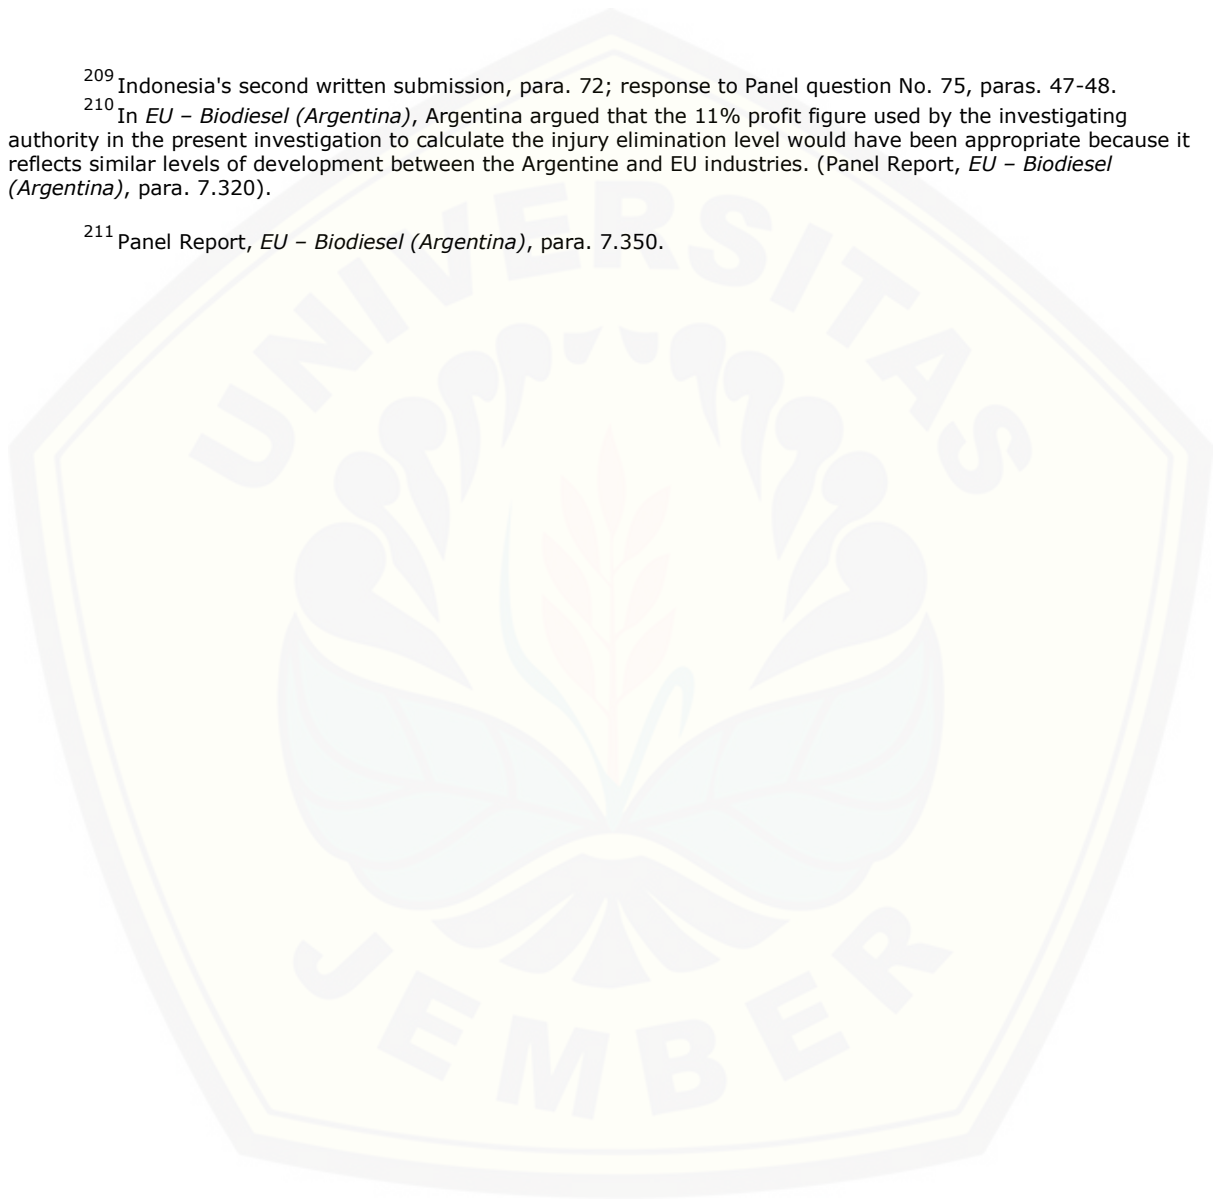 209 Indonesia's second written submission, para. 72; response to Panel question No. 75, paras. 47-48.
210 In EU – Biodiesel (Argentina), Argentina argued that the 11% profit figure used by the investigating
authority in the present investigation to calculate the injury elimination level would have been appropriate because it
reflects similar levels of development between the Argentine and EU industries. (Panel Report, EU – Biodiesel
(Argentina), para. 7.320).
211 Panel Report, EU – Biodiesel (Argentina), para. 7.350.
UNIVERSITAS
JEMBER